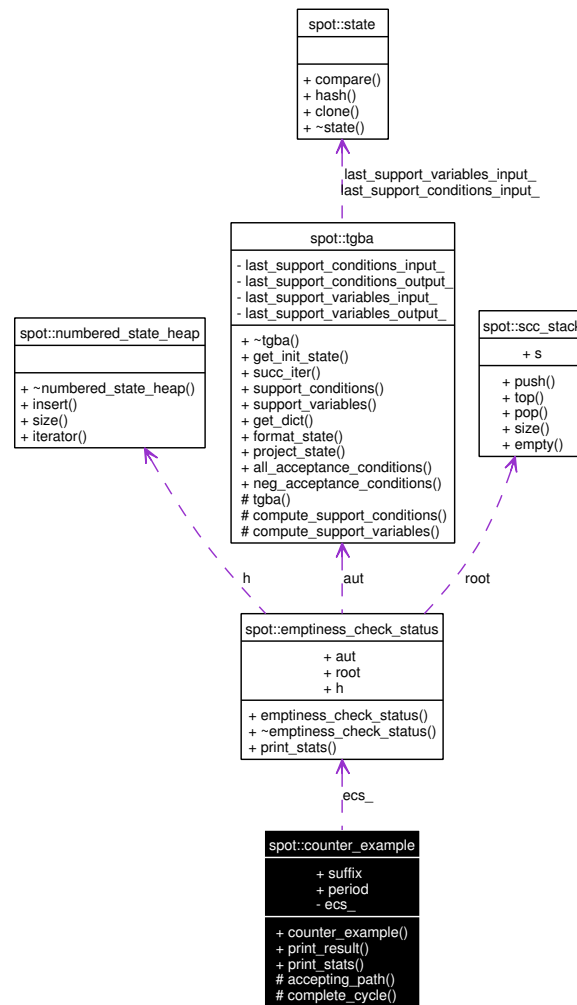 spot::state
+ compare()
+ hash()
+ clone()
+ ~state()
last_support_variables_input_
last_support_conditions_input_
spot::tgba
- last_support_conditions_input_
- last_support_conditions_output_
- last_support_variables_input_
- last_support_variables_output_
+ ~tgba()
+ get_init_state()
+ succ_iter()
+ support_conditions()
+ support_variables()
+ get_dict()
+ format_state()
+ project_state()
+ all_acceptance_conditions()
+ neg_acceptance_conditions()
# tgba()
# compute_support_conditions()
# compute_support_variables()
spot::numbered_state_heap
+ ~numbered_state_heap()
+ insert()
+ size()
+ iterator()
spot::scc_stack
+ s
+ push()
+ top()
+ pop()
+ size()
+ empty()
h
aut
root
spot::emptiness_check_status
+ aut
+ root
+ h
+ emptiness_check_status()
+ ~emptiness_check_status()
+ print_stats()
ecs_
spot::counter_example
+ suffix
+ period
- ecs_
+ counter_example()
+ print_result()
+ print_stats()
# accepting_path()
# complete_cycle()